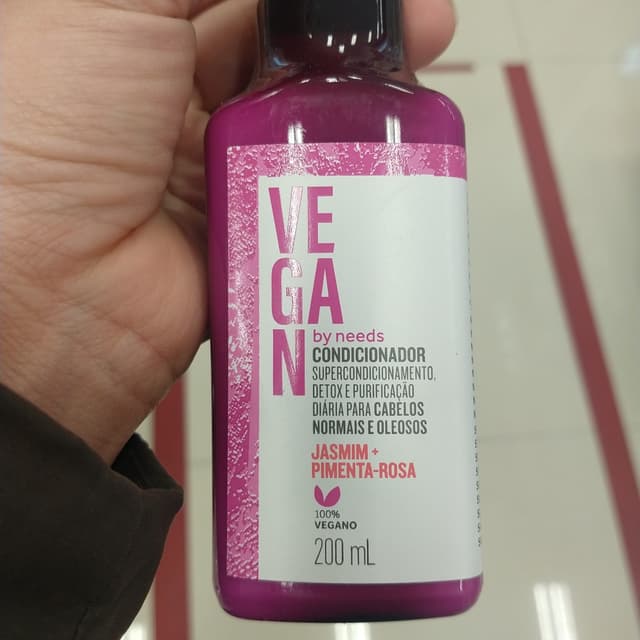 VE
GA
N
by needs
CONDICIONADOR
SUPERCONDICIONAMENTO,
DETOX E PURIFICAÇÃO
DIÁRIA PARA CABELOS
NORMAIS E OLEOSOS
JASMIM +
PIMENTA-ROSA
100%
VEGANO
200 mL